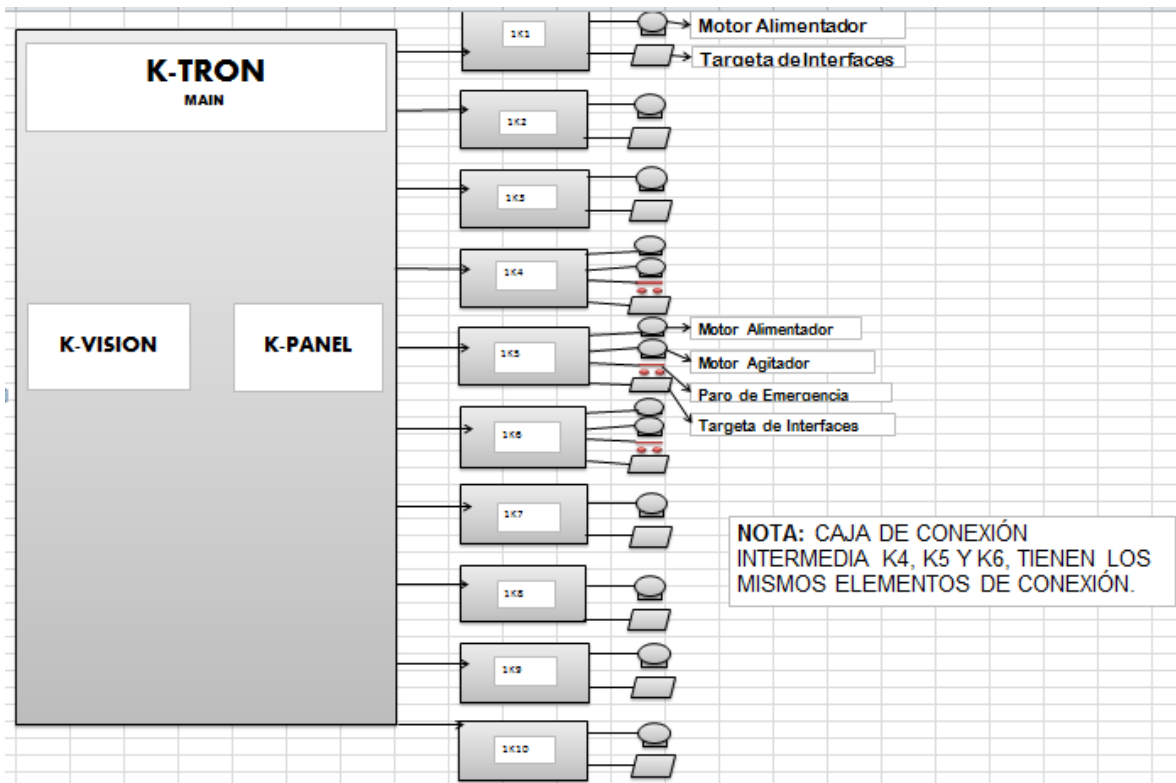 1K1
Motor Alimentador
Targeta de Interfaces
K-TRON
MAIN
1K2
1K3
1K4
K-VISION
K-PANEL
1K5
Motor Alimentador
Motor Agitador
Paro de Emergencia
Targeta de Interfaces
1K6
1K7
NOTA: CAJA DE CONEXIÓN
INTERMEDIA K4, K5 Y K6, TIENEN LOS
MISMOS ELEMENTOS DE CONEXIÓN.
1K8
1K9
1K10